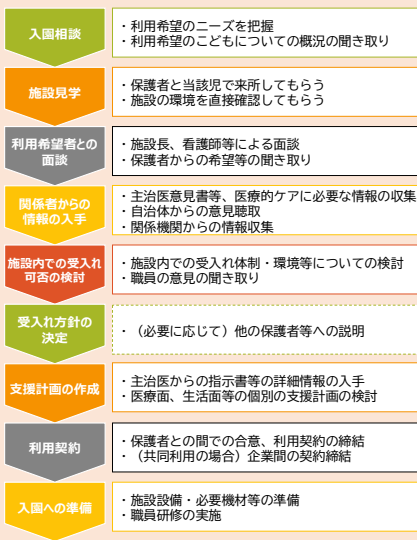 入園相談
・利用希望のニーズを把握
・利用希望のこどもについての概況の聞き取り
施設見学
・保護者と当該児で来所してもらう
・施設の環境を直接確認してもらう
利用希望者との
面談
・施設長、看護師等による面談
・保護者からの希望等の聞き取り
関係者からの
情報の入手
・主治医意見書等、医療的ケアに必要な情報の収集
・自治体からの意見聴取
・関係機関からの情報収集
施設内での受入れ
可否の検討
・施設内での受入れ体制・環境等についての検討
・職員の意見の聞き取り
受入れ方針の
決定
・（必要に応じて）他の保護者等への説明
支援計画の作成
・主治医からの指示書等の詳細情報の入手
・医療面、生活面等の個別の支援計画の検討
利用契約
・保護者との間での合意、利用契約の締結
・（共同利用の場合）企業間の契約締結
入園への準備
・施設設備・必要機材等の準備
・職員研修の実施